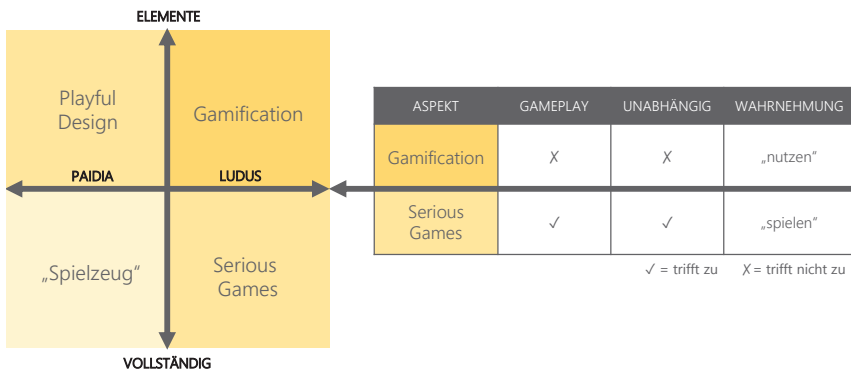 ELEMENTE
Playful
Design
Gamification
PAIDIA
LUDUS
„Spielzeug“
Serious
Games
VOLLSTÄNDIG
ASPEKT GAMEPLAY UNABHÄNGIG WAHRNEHMUNG
Gamification ✗ ✗ „nutzen“
Serious
Games ✓ ✓ „spielen“
✓ = trifft zu ✗ = trifft nicht zu